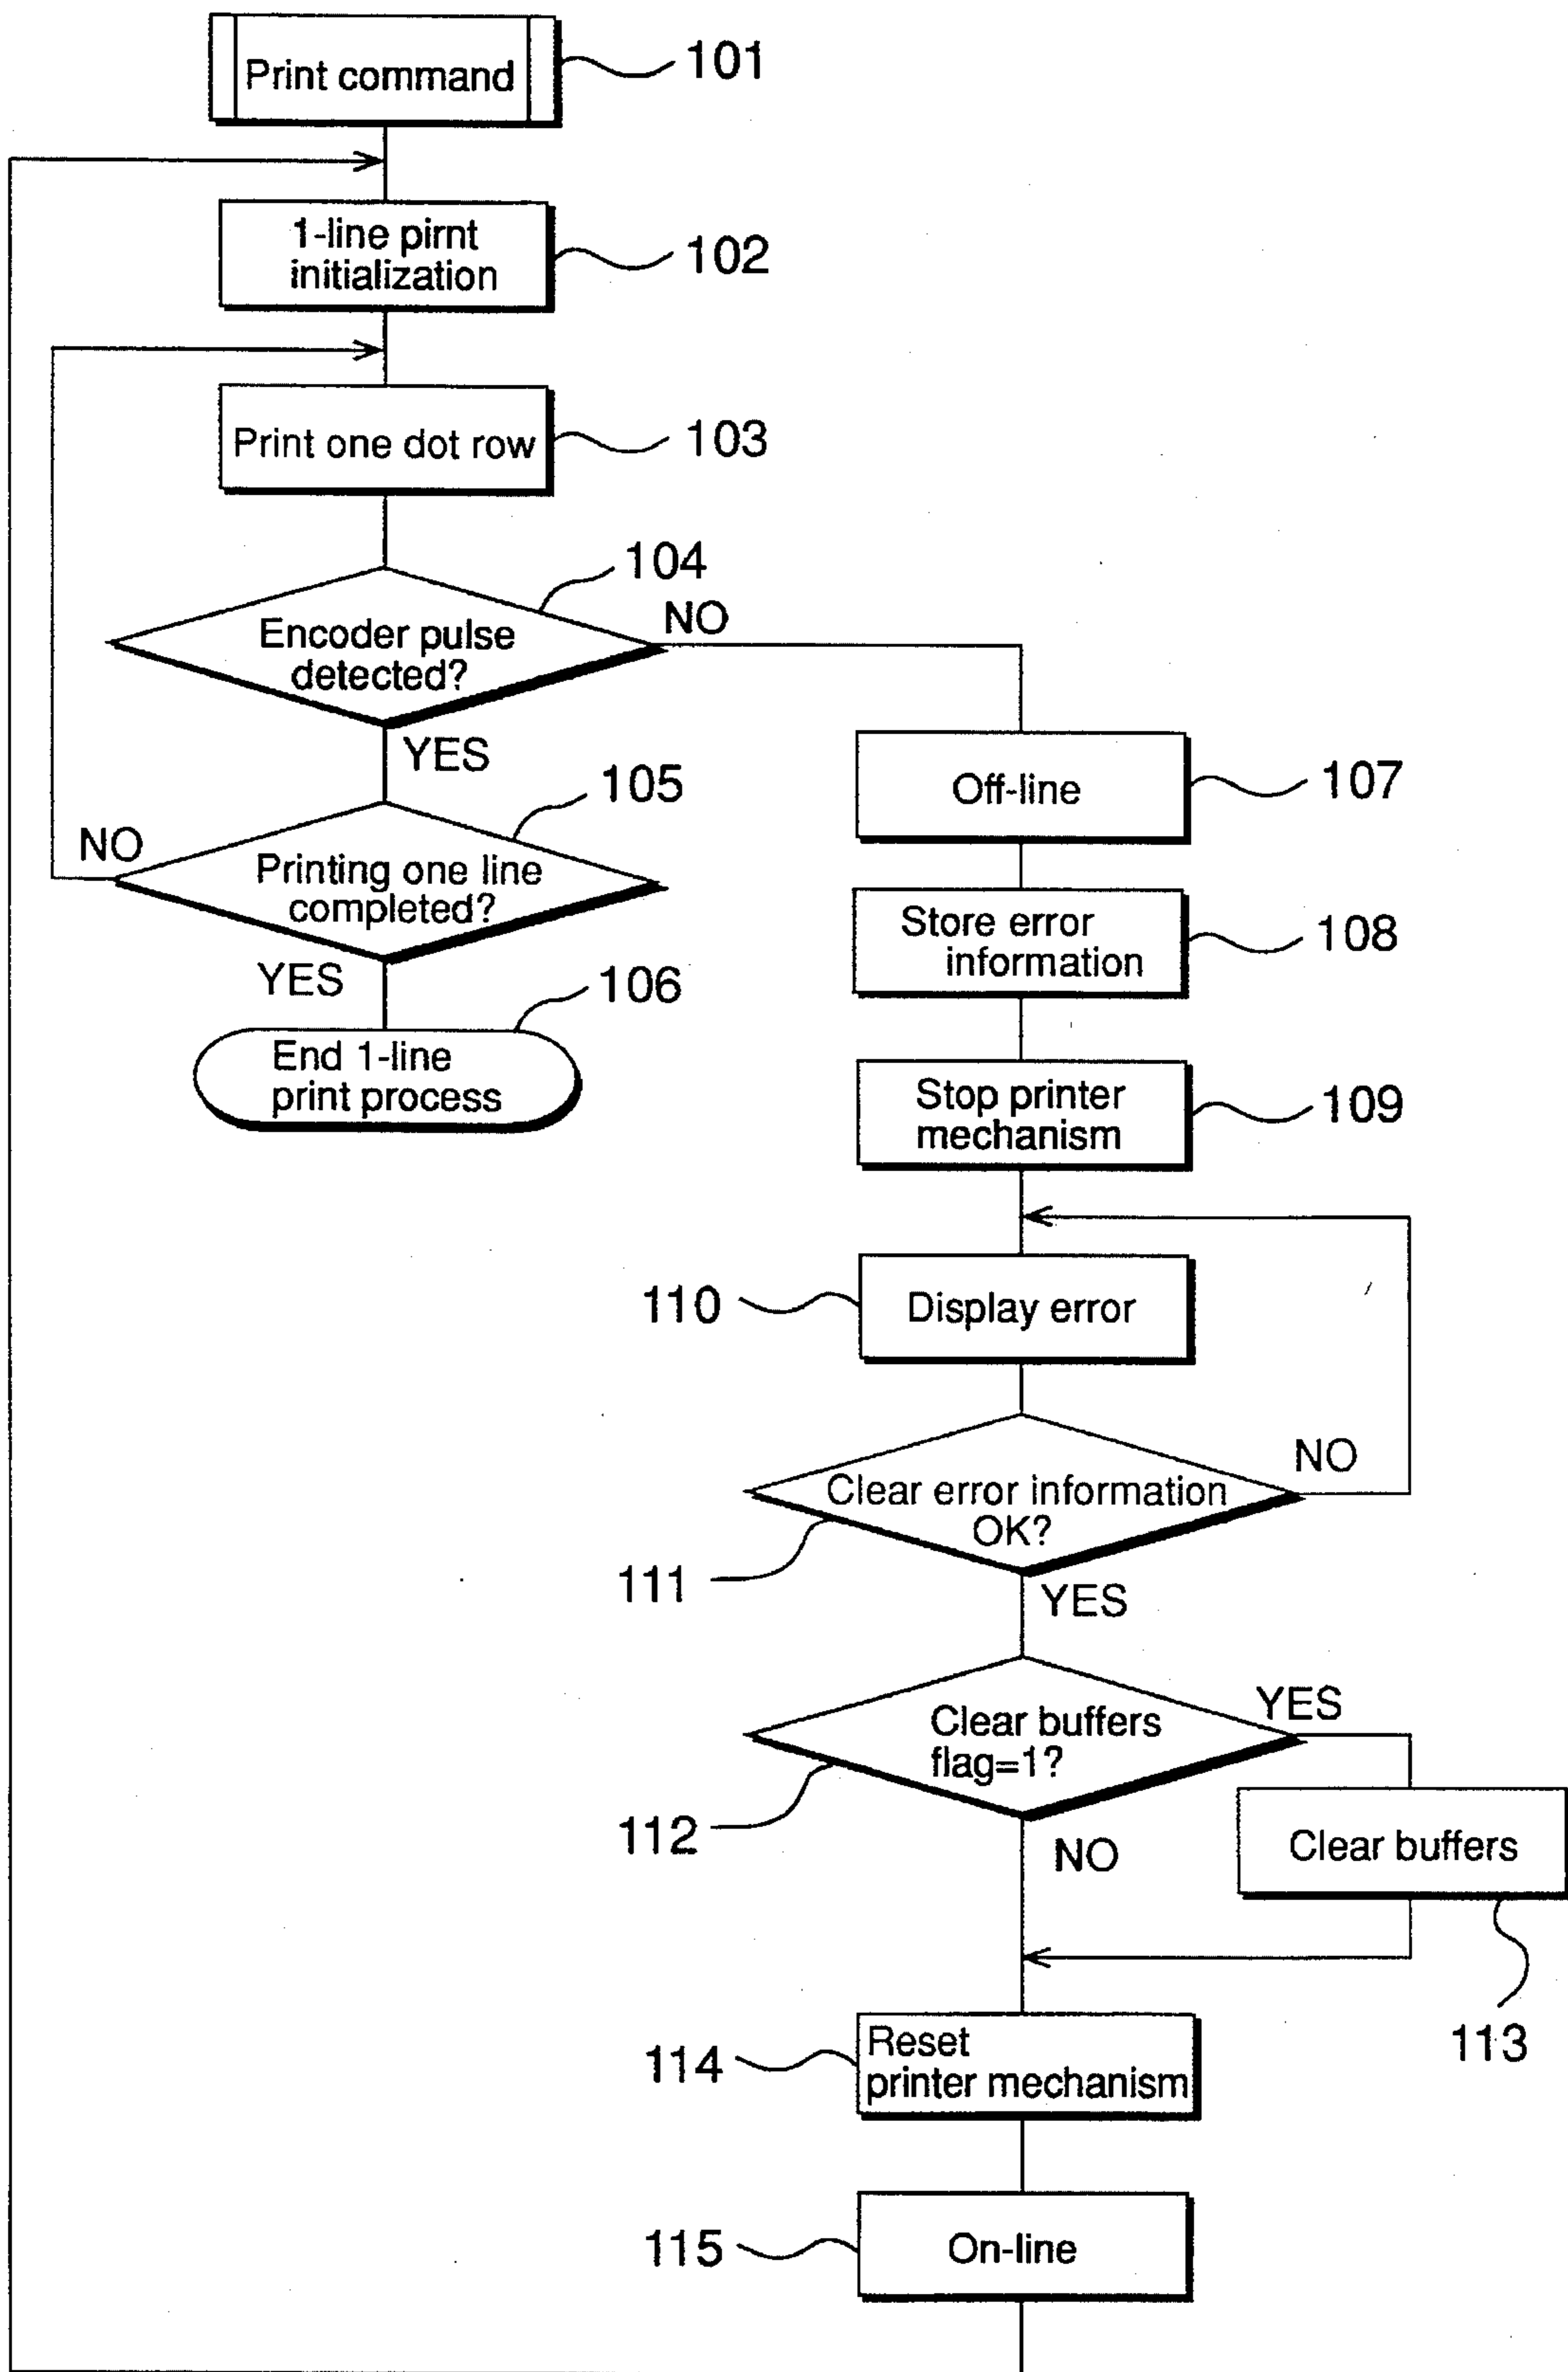 Print command
101
1-line pirnt
initialization
102
Print one dot row
103
104
Encoder pulse
detected?
NO
YES
105
NO
Printing one line
completed?
YES
106
End 1-line
print process
Off-line
107
Store error
information
108
Stop printer
mechanism
109
110
Display error
Clear error information
OK?
NO
111
YES
Clear buffers
flag=1?
YES
112
NO
Clear buffers
113
Reset
printer mechanism
114
115
On-line